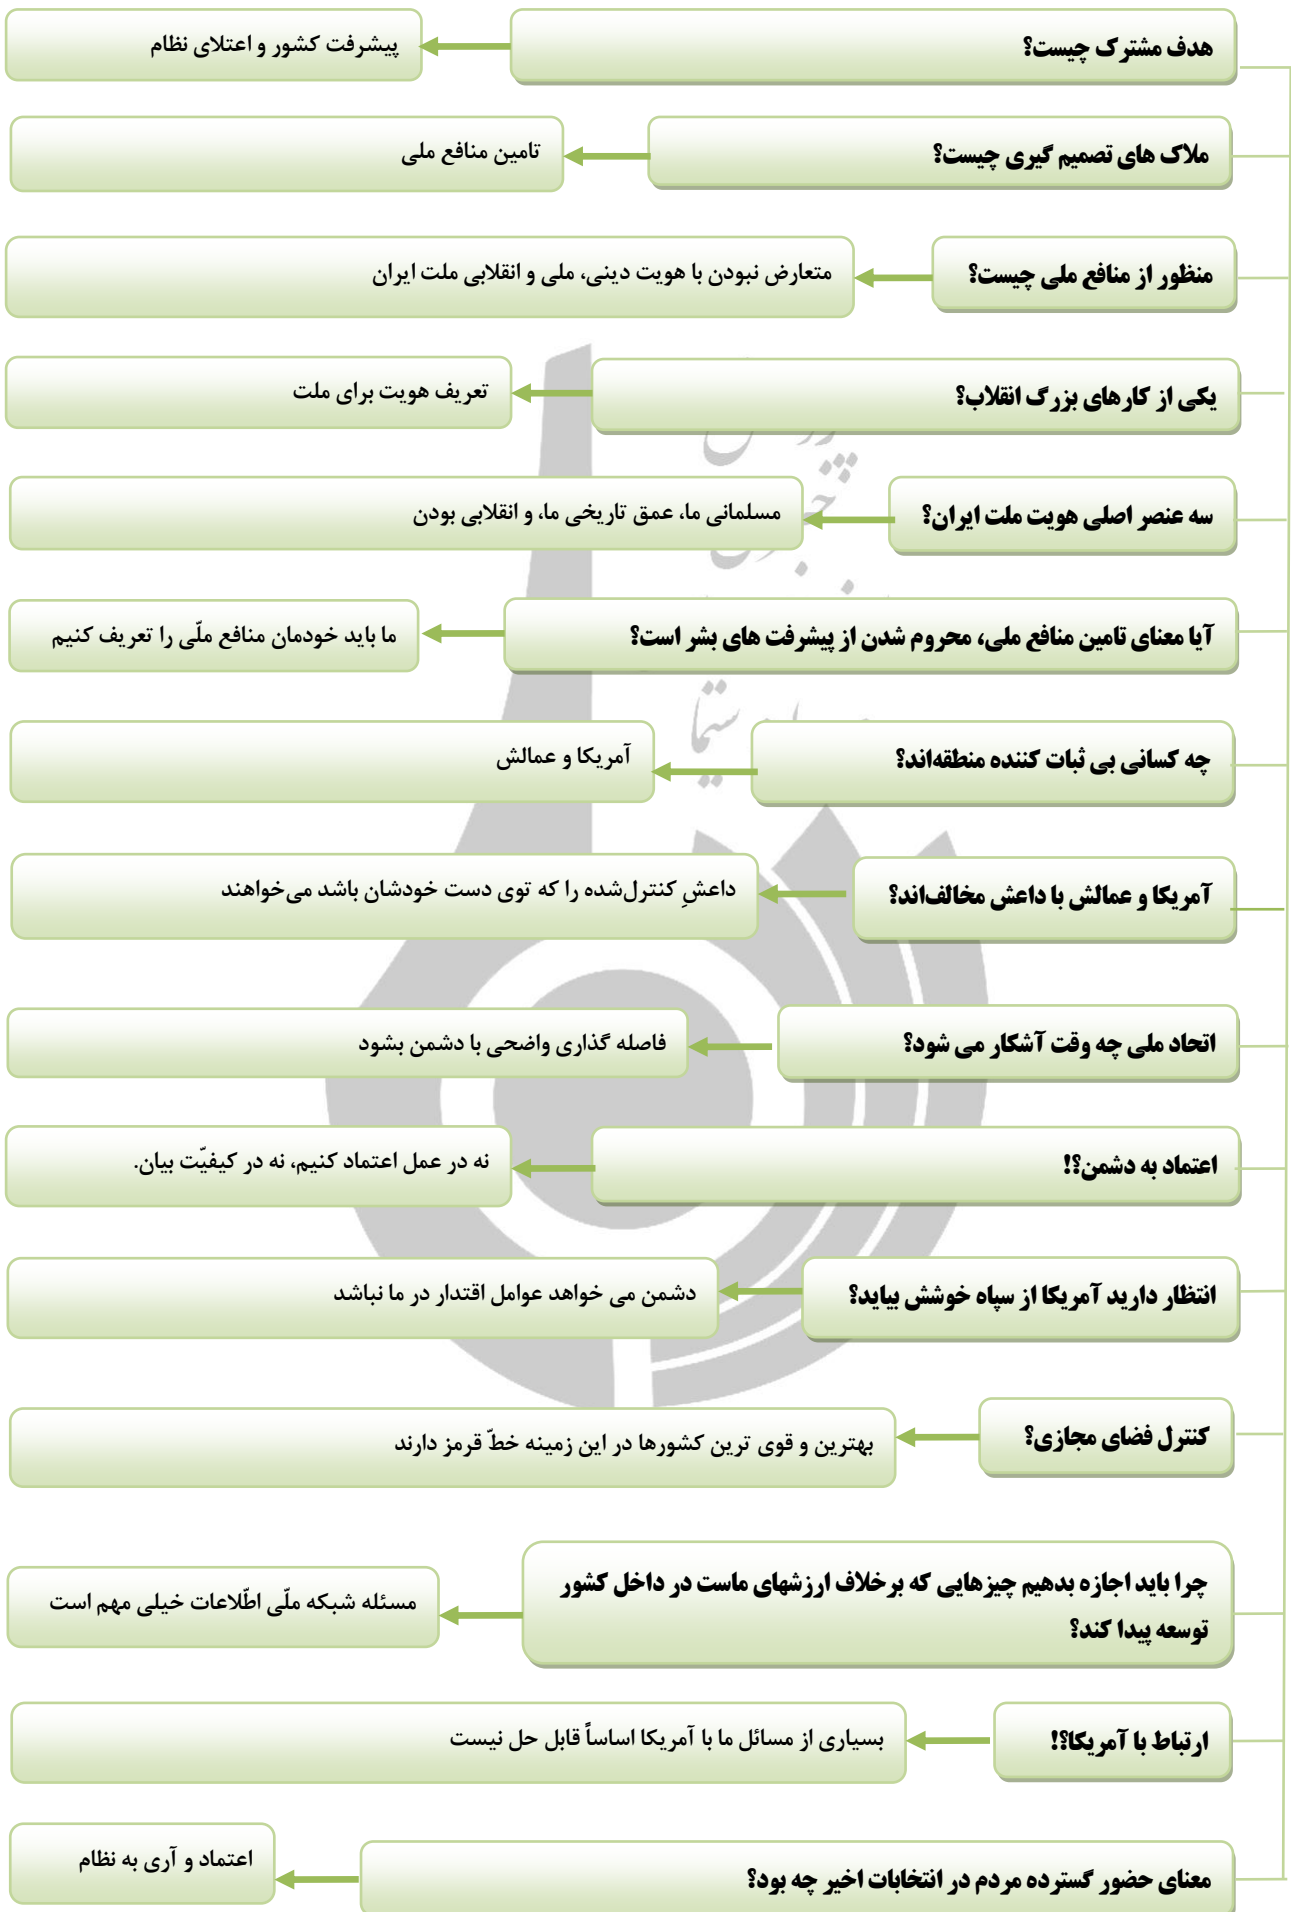 هدف مشترک چیست؟
پیشرفت کشور و اعتلای نظام
ملاک های تصمیم گیری چیست؟
تامین منافع ملی
منظور از منافع ملی چیست؟
متعارض نبودن با هویت دینی، ملی و انقلابی ملت ایران
یکی از کارهای بزرگ انقلاب؟
تعریف هویت برای ملت
سه عنصر اصلی هویت ملت ایران؟
مسلمانی ما، عمق تاریخی ما، و انقلابی بودن
آیا معنای تامین منافع ملی، محروم شدن از پیشرفت های بشر است؟
ما باید خودمان منافع ملّی را تعریف کنیم
چه کسانی بی ثبات کننده منطقه‌اند؟
آمریکا و عمالش
آمریکا و عمالش با داعش مخالف‌اند؟
داعشِ کنترل‌شده را که توی دست خودشان باشد می‌خواهند
اتحاد ملی چه وقت آشکار می شود؟
فاصله گذاری واضحی با دشمن بشود
اعتماد به دشمن؟!
نه در عمل اعتماد کنیم، نه در کیفیّت بیان.
انتظار دارید آمریکا از سپاه خوشش بیاید؟
دشمن می خواهد عوامل اقتدار در ما نباشد
کنترل فضای مجازی؟
بهترین و قوی ترین کشورها در این زمینه خطّ قرمز دارند
چرا باید اجازه بدهیم چیزهایی که برخلاف ارزشهای ماست در داخل کشور
توسعه پیدا کند؟
مسئله شبکه ملّی اطّلاعات خیلی مهم است
ارتباط با آمریکا؟!
بسیاری از مسائل ما با آمریکا اساساً قابل حل نیست
معنای حضور گسترده مردم در انتخابات اخیر چه بود؟
اعتماد و آری به نظام